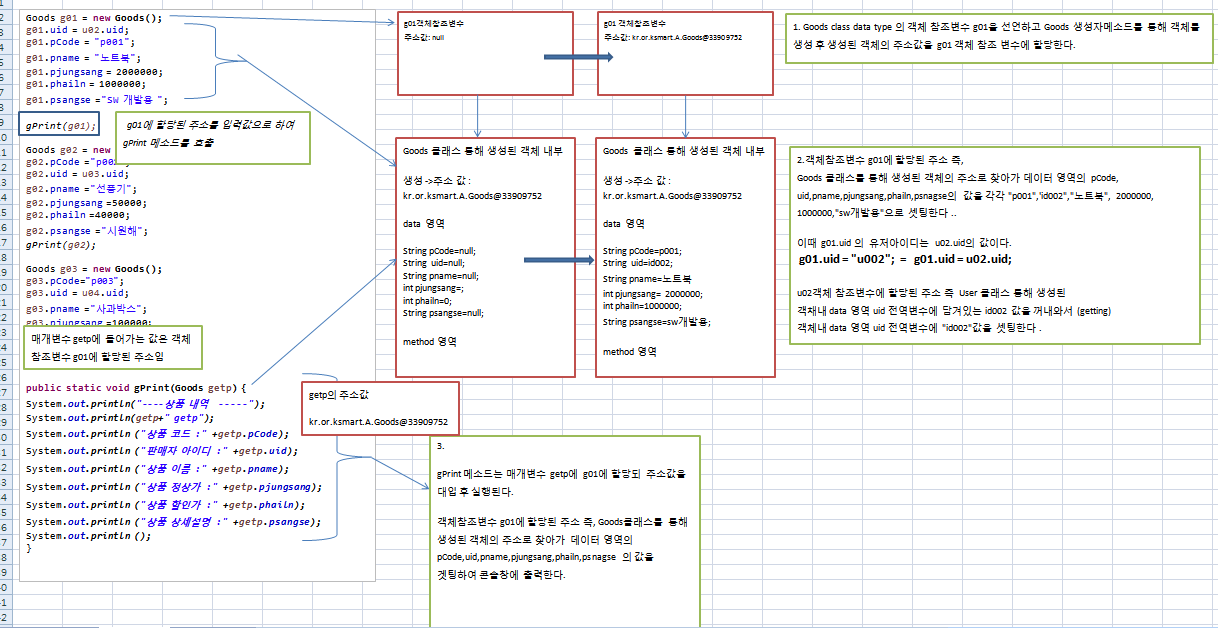 Goods g01 = new Goods();
g01.uid = u02.uid;
g01.pCode = "p001";
g01.pname = "노트북";
g01.pjungsang = 2000000;
g01.phailn = 1000000;
g01.psangse ="sw 개발용 ";
gPrint(g01);
g01에 할당된 주소를 입력값으로 하여
gPrint 메소드를 호출
Goods g02 = new
g02.pCode ="p002
g02.uid = u03.uid;
g02.pname ="선풍기";
g02.pjungsang =50000;
g02.phailn =40000;
g02.psangse ="시원해";
gPrint(g02);
Goods g03 = new Goods();
g03.pCode="p003";
g03.uid = u04.uid;
g03.pname ="사과박스";
g03.pjungsang =100000;
매개변수 getp에 들어가는 값은 객체
참조변수 g01에 할당된 주소임
public static void gPrint(Goods getp) {
System.out.println("----상품 내역  -----");
System.out.println(getp+" getp");
System.out.println ("상품 코드 :" +getp.pCode);
System.out.println ("판매자 아이디 :" +getp.uid);
System.out.println ("상품 이름 :" +getp.pname);
System.out.println ("상품 정상가 :" +getp.pjungsang);
System.out.println ("상품 할인가 :" +getp.phailn);
System.out.println ("상품 상세설명 :" +getp.psangse);
System.out.println ();
}
g01객체참조변수
주소값: null
g01 객체참조변수
주소값: kr.or.ksmart.A.Goods@33909752
Goods 클래스 통해 생성된 객체 내부
생성 ->주소 값 :
kr.or.ksmart.A.Goods@33909752
data 영역
String pCode=null;
String uid=null;
String pname=null;
int pjungsang=;
int phailn=0;
String psangse=null;
method 영역
Goods 클래스 통해 생성된 객체 내부
생성 ->주소 값 :
kr.or.ksmart.A.Goods@33909752
data 영역
String pCode=p001;
String uid=id002;
String pname=노트북
int pjungsang= 2000000;
int phailn=1000000;
String psangse=sw개발용;
method 영역
getp의 주소값
kr.or.ksmart.A.Goods@33909752
3.
gPrint 메소드는 매개변수 getp에 g01에 할당되 주소값을
대입 후 실행된다.
객체참조변수 g01에 할당된 주소 즉, Goods클래스를 통해
생성된 객체의 주소로 찾아가 데이터 영역의
pCode,uid,pname,pjungsang,phailn,psnagse 의 값을
겟팅하여 콘솔창에 출력한다.
1. Goods class data type 의 객체 참조변수 g01을 선언하고 Goods 생성자메소드를 통해 객체를
생성 후 생성된 객체의 주소값을 g01 객체 참조 변수에 할당한다.
2.객체참조변수 g01에 할당된 주소 즉,
Goods 클래스를 통해 생성된 객체의 주소로 찾아가 데이터 영역의 pCode,
uid,pname,pjungsang,phailn,psnagse의 값을 각각 "p001",'id002","노트북", 2000000,
1000000,"sw개발용"으로 셋팅한다 ..
이때 g01.uid 의 유저아이디는 u02.uid의 값이다.
g01.uid = "u002"; = g01.uid = u02.uid;
u02객체 참조변수에 할당된 주소 즉 User 클래스 통해 생성된
객채내 data 영역 uid 전역변수에 담겨있는 id002 값을 꺼내와서 (getting)
객체내 data 영역 uid 전역변수에 "id002"값을 셋팅한다 .